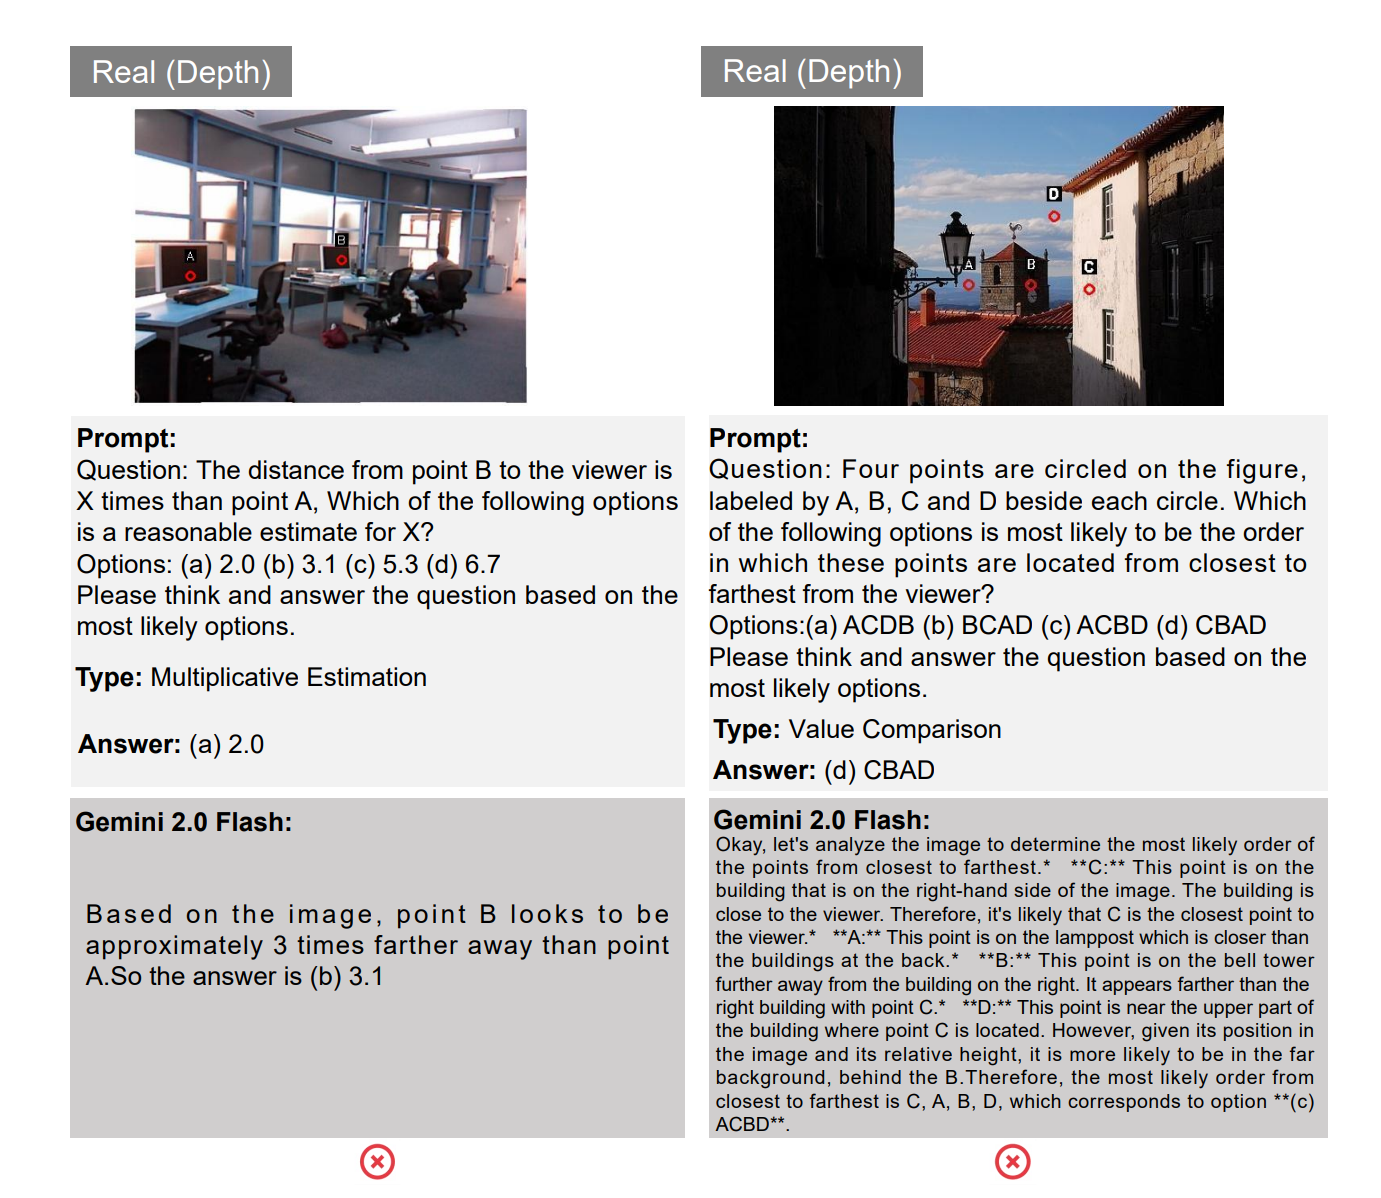 Real (Depth)
A
B
Prompt:
Question: The distance from point B to the viewer is
X times than point A, Which of the following options
is a reasonable estimate for X?
Options: (a) 2.0 (b) 3.1 (c) 5.3 (d) 6.7
Please think and answer the question based on the
most likely options.
Type: Multiplicative Estimation
Answer: (a) 2.0
Gemini 2.0 Flash:
Based on the image, point B looks to be
approximately 3 times farther away than point
A.So the answer is (b) 3.1
Real (Depth)
D
A
B
C
Prompt:
Question: Four points are circled on the figure,
labeled by A, B, C and D beside each circle. Which
of the following options is most likely to be the order
in which these points are located from closest to
farthest from the viewer?
Options:(a) ACDB (b) BCAD (c) ACBD (d) CBAD
Please think and answer the question based on the
most likely options.
Type: Value Comparison
Answer: (d) CBAD
Gemini 2.0 Flash:
Okay, let's analyze the image to determine the most likely order of
the points from closest to farthest.* **C:** This point is on the
building that is on the right-hand side of the image. The building is
close to the viewer. Therefore, it's likely that C is the closest point to
the viewer.* **A:** This point is on the lamppost which is closer than
the buildings at the back.* **B:** This point is on the bell tower
further away from the building on the right. It appears farther than the
right building with point C.* **D:** This point is near the upper part of
the building where point C is located. However, given its position in
the image and its relative height, it is more likely to be in the far
background, behind the B.Therefore, the most likely order from
closest to farthest is C, A, B, D, which corresponds to option **(c)
ACBD**.